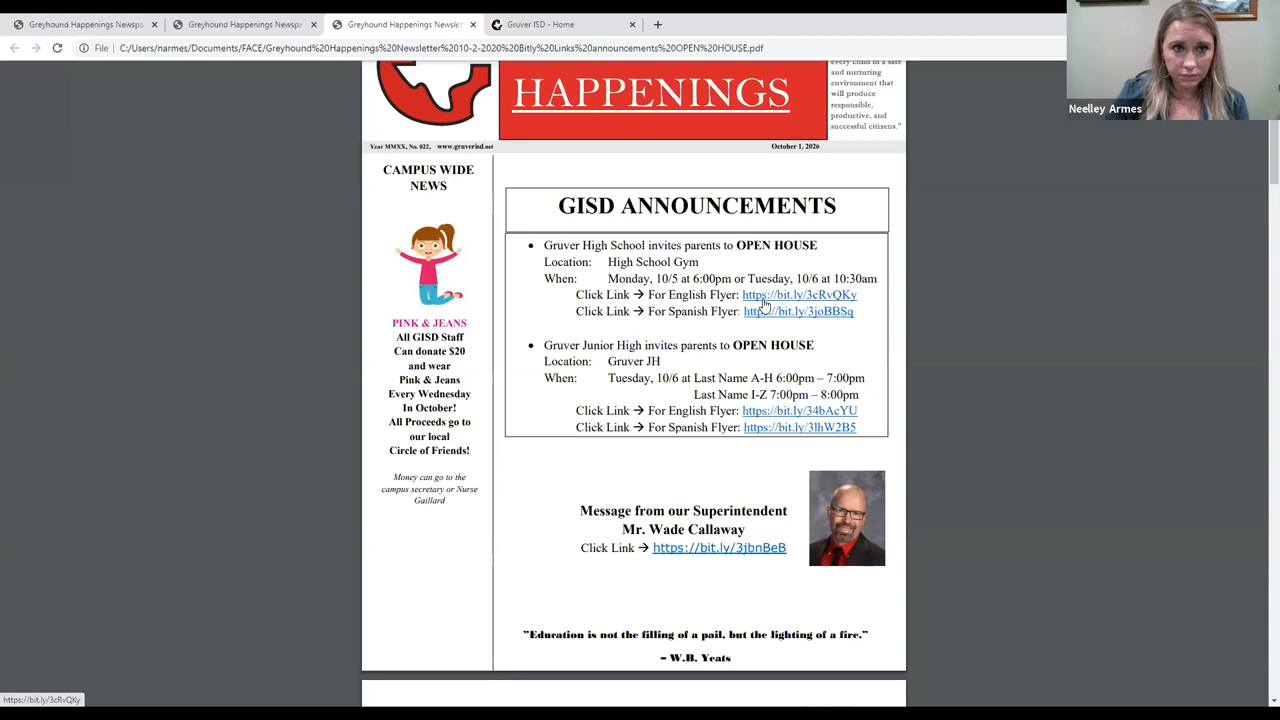 Greyhound Happenings Newspa
Greyhound Happenings Newspa
Greyhound Happenings Newslet
Gruver ISD - Home
File
C:/Users/narmes/Documents/FACE/Greyhound%20Happenings%20Newsletter%2010-2-2020%20Bitly%20Links%20announcements%20OPEN%20HOUSE.pdf
Neelley Armes
HAPPENINGS
every child in a safe
and nurturing
environment that
will produce
responsible,
productive, and
successful citizens."
Year MMXX, No. 022, www.gruverisd.net
October 1, 2020
CAMPUS WIDE
NEWS
PINK & JEANS
All GISD Staff
Can donate $20
and wear
Pink & Jeans
Every Wednesday
In October!
All Proceeds go to
our local
Circle of Friends!
Money can go to the
campus secretary or Nurse
Gaillard
GISD ANNOUNCEMENTS
• Gruver High School invites parents to OPEN HOUSE
Location: High School Gym
When: Monday, 10/5 at 6:00pm or Tuesday, 10/6 at 10:30am
Click Link → For English Flyer: https://bit.ly/3cRvQKy
Click Link → For Spanish Flyer: https://bit.ly/3joBBSq
• Gruver Junior High invites parents to OPEN HOUSE
Location: Gruver JH
When: Tuesday, 10/6 at Last Name A-H 6:00pm – 7:00pm
Last Name I-Z 7:00pm – 8:00pm
Click Link → For English Flyer: https://bit.ly/34bAcYU
Click Link → For Spanish Flyer: https://bit.ly/3lhW2B5
Message from our Superintendent
Mr. Wade Callaway
Click Link → https://bit.ly/3jbnBeB
"Education is not the filling of a pail, but the lighting of a fire."
– W.B. Yeats
https://bit.ly/3cRvQKy